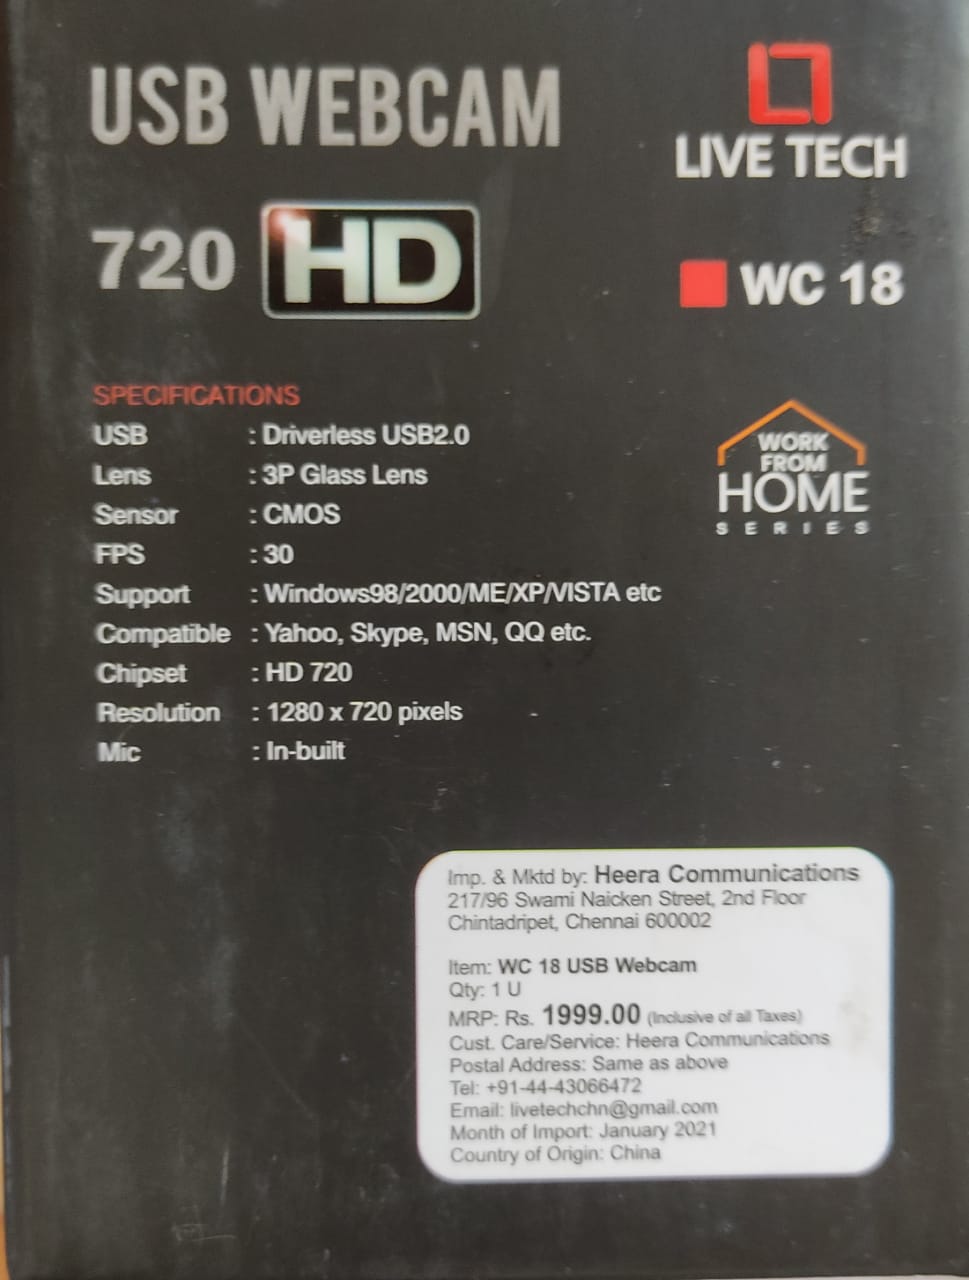 USB WEBCAM
LIVE TECH
720 HD
WC 18
SPECIFICATIONS
USB : Driverless USB2.0
Lens : 3P Glass Lens
Sensor : CMOS
FPS : 30
Support : Windows98/2000/ME/XP/VISTA etc
Compatible : Yahoo, Skype, MSN, QQ etc.
Chipset : HD 720
Resolution : 1280 x 720 pixels
Mic : In-built
WORK
FROM
HOME
SERIES
Imp. & Mktd by: Heera Communications
217/96 Swami Naicken Street, 2nd Floor
Chintadripet, Chennai 600002
Item: WC 18 USB Webcam
Qty: 1 U
MRP: Rs. 1999.00 (Inclusive of all Taxes)
Cust. Care/Service: Heera Communications
Postal Address: Same as above
Tel: +91-44-43066472
Email: livetechchn@gmail.com
Month of Import: January 2021
Country of Origin: China